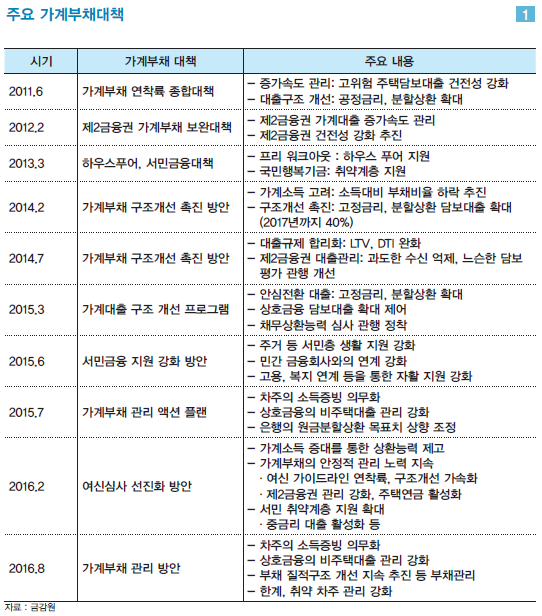 주요 가계부채대책
1
시기 가계부채 대책 주요 내용
2011.6 가계부채 연착륙 종합대책
– 증가속도 관리: 고위험 주택담보대출 건전성 강화
– 대출구조 개선: 공정금리, 분할상환 확대
2012.2 제2금융권 가계부채 보완대책
– 제2금융권 가계대출 증가속도 관리
– 제2금융권 건전성 강화 추진
2013.3 하우스푸어, 서민금융대책
– 프리 워크아웃 : 하우스 푸어 지원
– 국민행복기금: 취약계층 지원
2014.2 가계부채 구조개선 촉진 방안
– 가계소득 고려: 소득대비 부채비율 하락 추진
– 구조개선 촉진: 고정금리, 분할상환 담보대출 확대
(2017년까지 40%)
2014.7 가계부채 구조개선 촉진 방안
– 대출규제 합리화: LTV, DTI 완화
– 제2금융권 대출관리: 과도한 수신 억제, 느슨한 담보
평가 관행 개선
2015.3 가계대출 구조 개선 프로그램
– 안심전환 대출: 고정금리, 분할상환 확대
– 상호금융 담보대출 확대 제어
– 채무상환능력 심사 관행 정착
2015.6 서민금융 지원 강화 방안
– 주거 등 서민층 생활 지원 강화
– 민간 금융회사와의 연계 강화
– 고용, 복지 연계 등을 통한 자활 지원 강화
2015.7 가계부채 관리 액션 플랜
– 차주의 소득증빙 의무화
– 상호금융의 비주택대출 관리 강화
– 은행의 원금분할상환 목표치 상향 조정
2016.2 여신심사 선진화 방안
– 가계소득 증대를 통한 상환능력 제고
– 가계부채의 안정적 관리 노력 지속
· 여신 가이드라인 연착륙, 구조개선 가속화
· 제2금융권 관리 강화, 주택연금 활성화
– 서민 취약계층 지원 확대
· 중금리 대출 활성화 등
2016.8 가계부채 관리 방안
– 차주의 소득증빙 의무화
– 상호금융의 비주택대출 관리 강화
– 부채 질적구조 개선 지속 추진 등 부채관리
– 한계, 취약 차주 관리 강화
자료 : 금감원